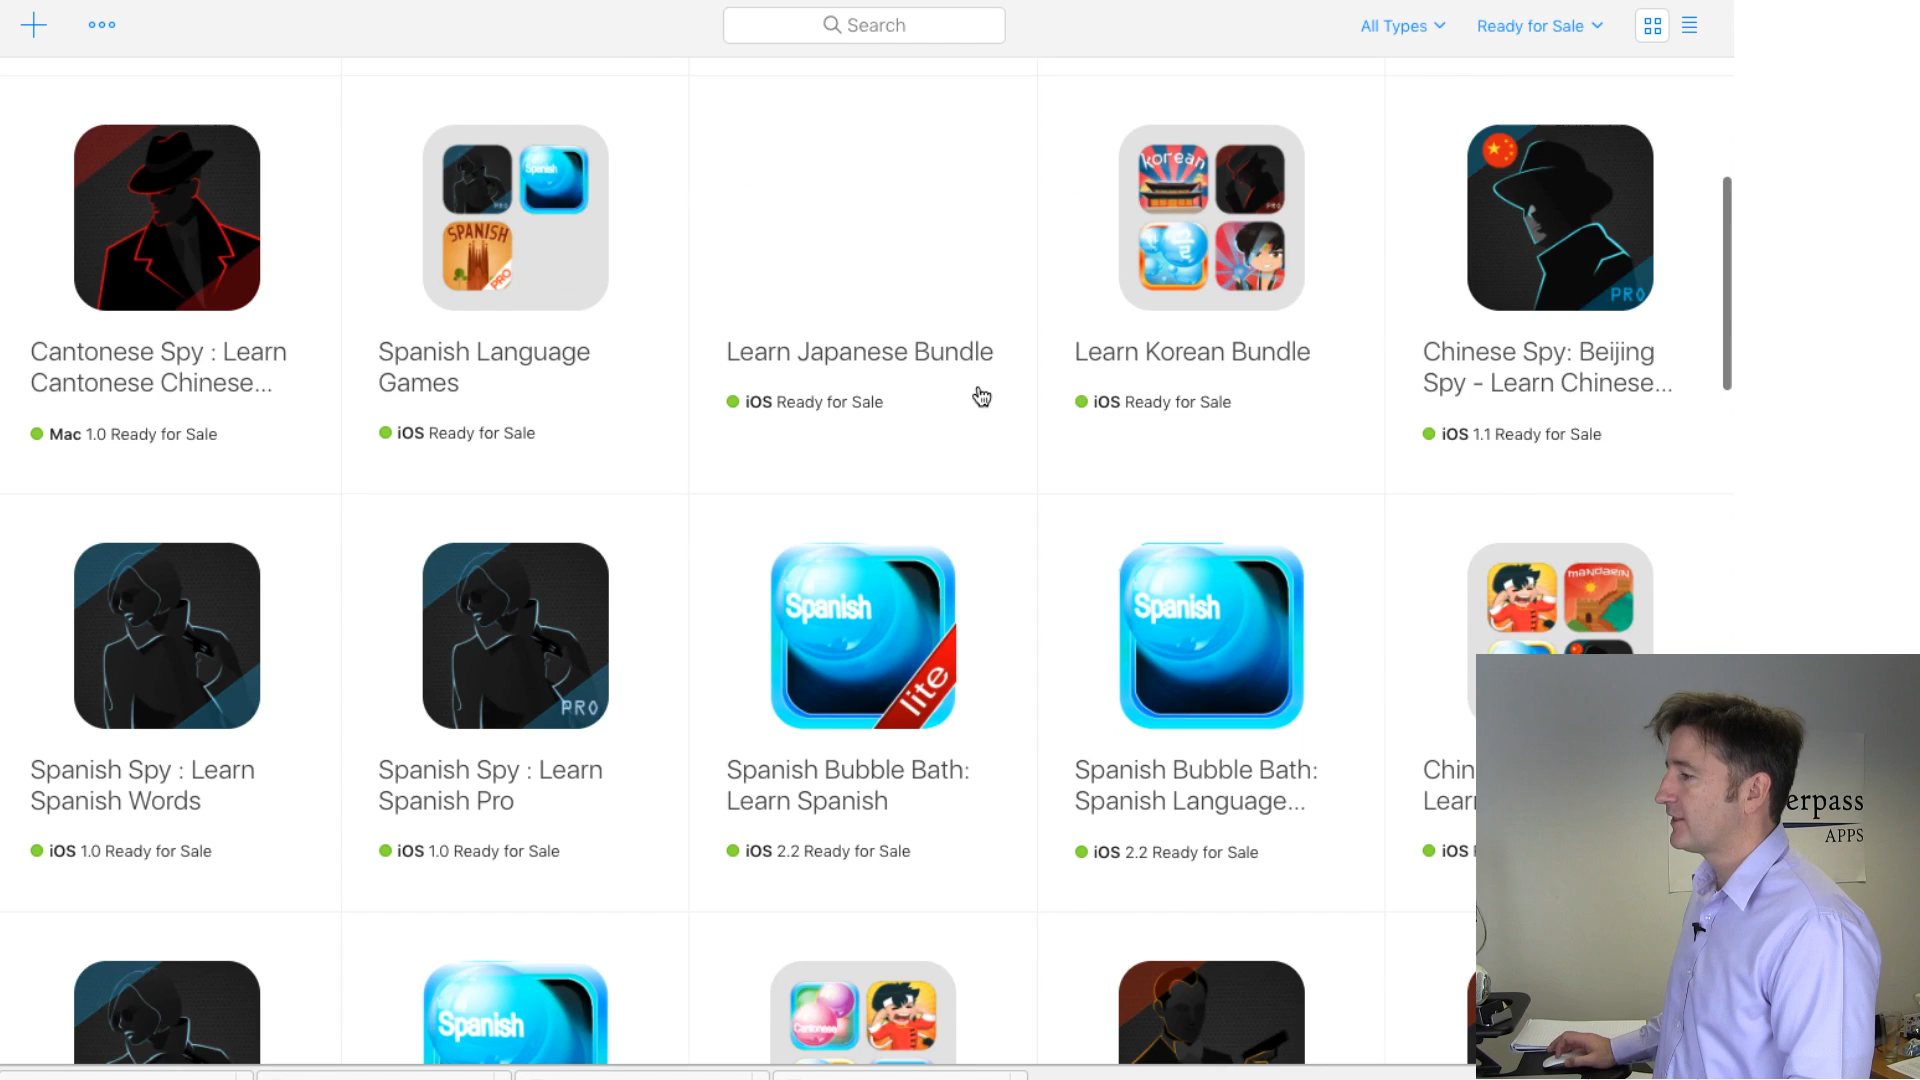 Search
All Types
Ready for Sale
Spanish
SPANISH
PRO
Korean
PRO
PRO
Cantonese Spy : Learn
Cantonese Chinese...
Mac 1.0 Ready for Sale
Spanish Language
Games
iOS Ready for Sale
Learn Japanese Bundle
iOS Ready for Sale
Learn Korean Bundle
iOS Ready for Sale
Chinese Spy: Beijing
Spy - Learn Chinese...
iOS 1.1 Ready for Sale
PRO
Spanish
lite
Spanish
MANDARIN
Spanish Spy : Learn
Spanish Words
iOS 1.0 Ready for Sale
Spanish Spy : Learn
Spanish Pro
iOS 1.0 Ready for Sale
Spanish Bubble Bath:
Learn Spanish
iOS 2.2 Ready for Sale
Spanish Bubble Bath:
Spanish Language...
iOS 2.2 Ready for Sale
Chin
Lear
iOS
erpass
APPS
Spanish
Cantonese